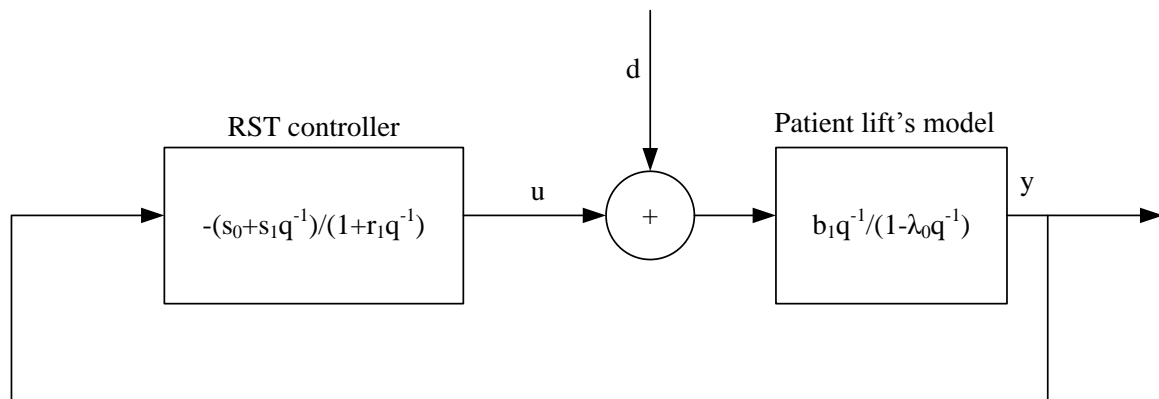 d
RST controller
Patient lift's model
u
y
-(s₀+s₁q⁻¹)/(1+r₁q⁻¹)
+
b₁q⁻¹/(1-λ₀q⁻¹)